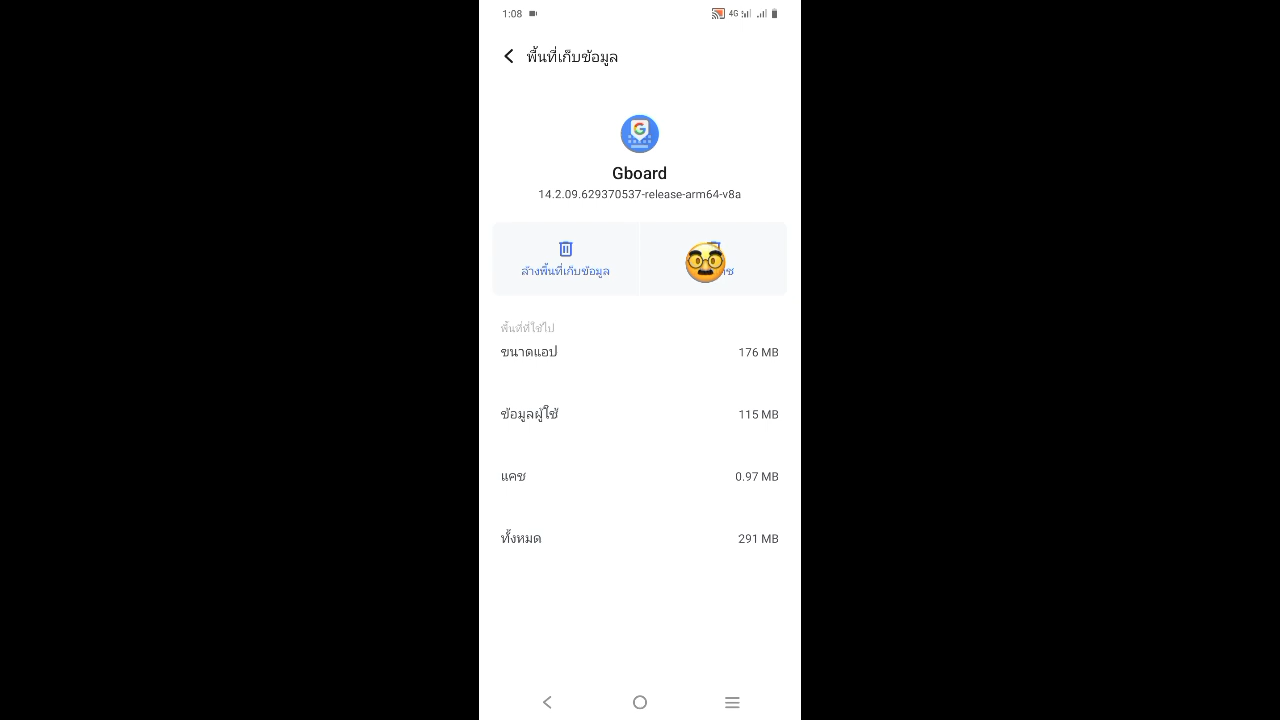 1:08
4G
พื้นที่เก็บข้อมูล
Gboard
14.2.09.629370537-release-arm64-v8a
ล้างพื้นที่เก็บข้อมูล
พื้นที่ที่ใช้ไป
ขนาดแอป 176 MB
ข้อมูลผู้ใช้ 115 MB
แคช 0.97 MB
ทั้งหมด 291 MB